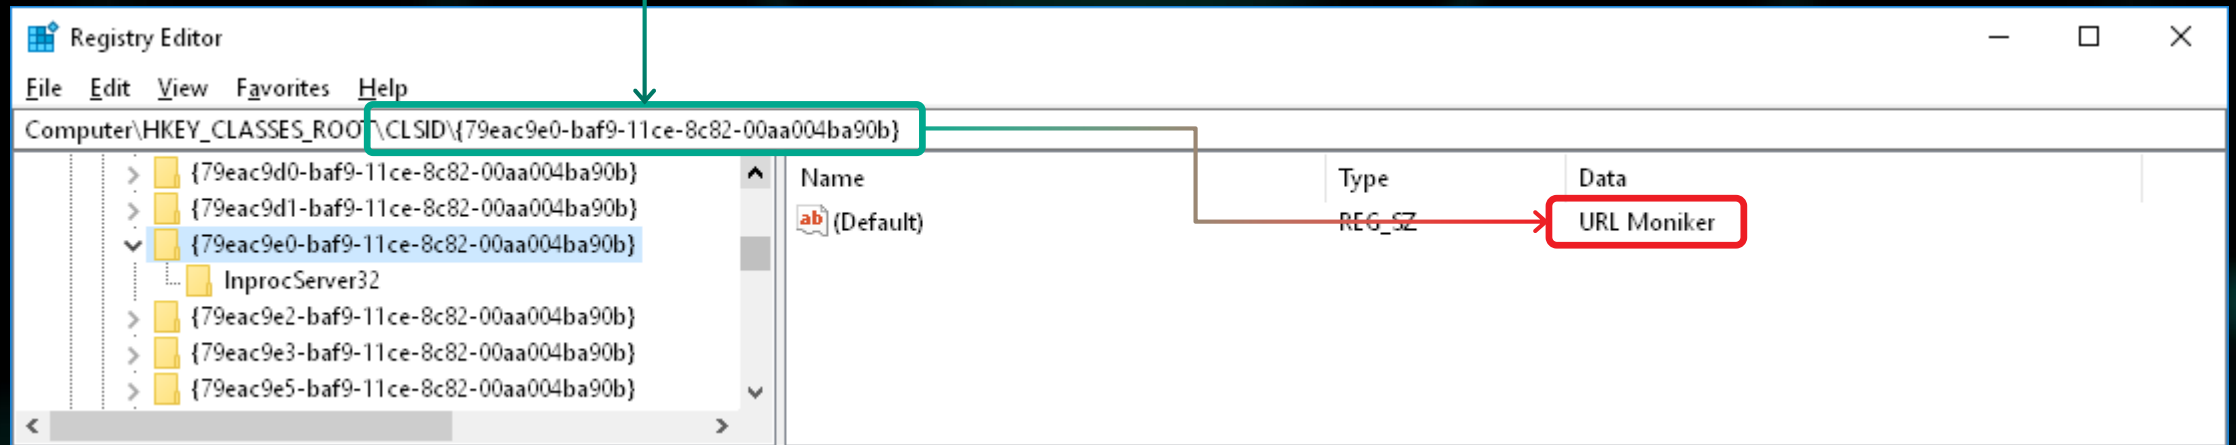 Registry Editor
File Edit View Favorites Help
Computer\HKEY_CLASSES_ROOT\CLSID\{79eac9e0-baf9-11ce-8c82-00aa004ba90b}
{79eac9d0-baf9-11ce-8c82-00aa004ba90b}
{79eac9d1-baf9-11ce-8c82-00aa004ba90b}
{79eac9e0-baf9-11ce-8c82-00aa004ba90b}
InprocServer32
{79eac9e2-baf9-11ce-8c82-00aa004ba90b}
{79eac9e3-baf9-11ce-8c82-00aa004ba90b}
{79eac9e5-baf9-11ce-8c82-00aa004ba90b}
Name Type Data
ab (Default) REG_SZ URL Moniker